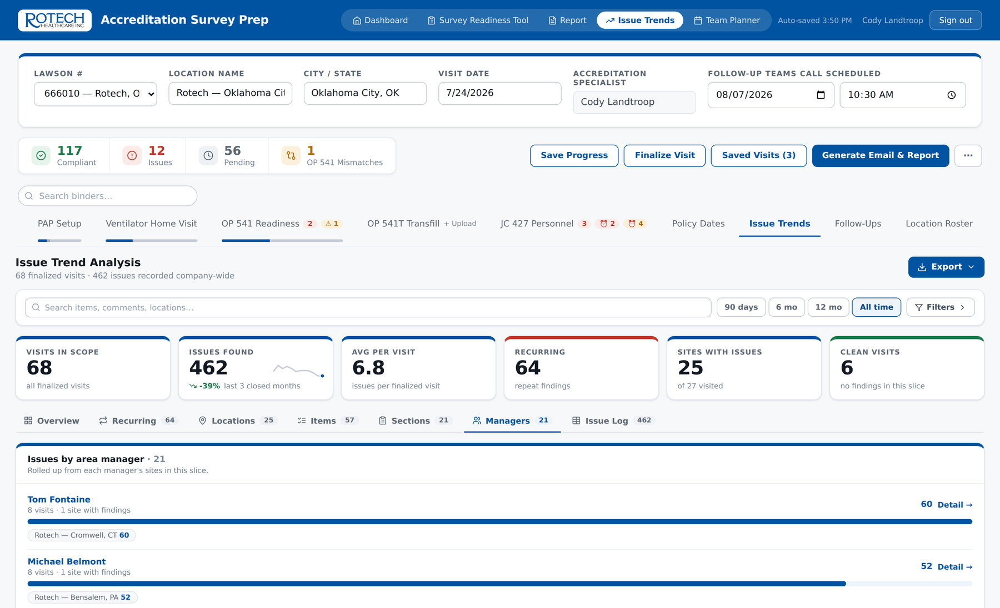 ROTECH
HEALTHCARE INC.
Accreditation Survey Prep
Dashboard
Survey Readiness Tool
Report
Issue Trends
Team Planner
Auto-saved 3:50 PM
Cody Landtroop
Sign out
LAWSON #
666010 — Rotech, O
LOCATION NAME
Rotech — Oklahoma Cit
CITY / STATE
Oklahoma City, OK
VISIT DATE
7/24/2026
ACCREDITATION
SPECIALIST
Cody Landtroop
FOLLOW-UP TEAMS CALL SCHEDULED
08/07/2026
10:30 AM
117
Compliant
12
Issues
56
Pending
1
OP 541 Mismatches
Save Progress
Finalize Visit
Saved Visits (3)
Generate Email & Report
...
Search binders...
PAP Setup
Ventilator Home Visit
OP 541 Readiness 2 ⚠ 1
OP 541T Transfill + Upload
JC 427 Personnel 3 ⏰ 2 ⏰ 4
Policy Dates
Issue Trends
Follow-Ups
Location Roster
Issue Trend Analysis
68 finalized visits · 462 issues recorded company-wide
Export
Search items, comments, locations...
90 days
6 mo
12 mo
All time
Filters
VISITS IN SCOPE
68
all finalized visits
ISSUES FOUND
462
-39% last 3 closed months
AVG PER VISIT
6.8
issues per finalized visit
RECURRING
64
repeat findings
SITES WITH ISSUES
25
of 27 visited
CLEAN VISITS
6
no findings in this slice
Overview
Recurring 64
Locations 25
Items 57
Sections 21
Managers 21
Issue Log 462
Issues by area manager · 21
Rolled up from each manager's sites in this slice.
Tom Fontaine
8 visits · 1 site with findings
60 Detail →
Rotech — Cromwell, CT 60
Michael Belmont
8 visits · 1 site with findings
52 Detail →
Rotech — Bensalem, PA 52